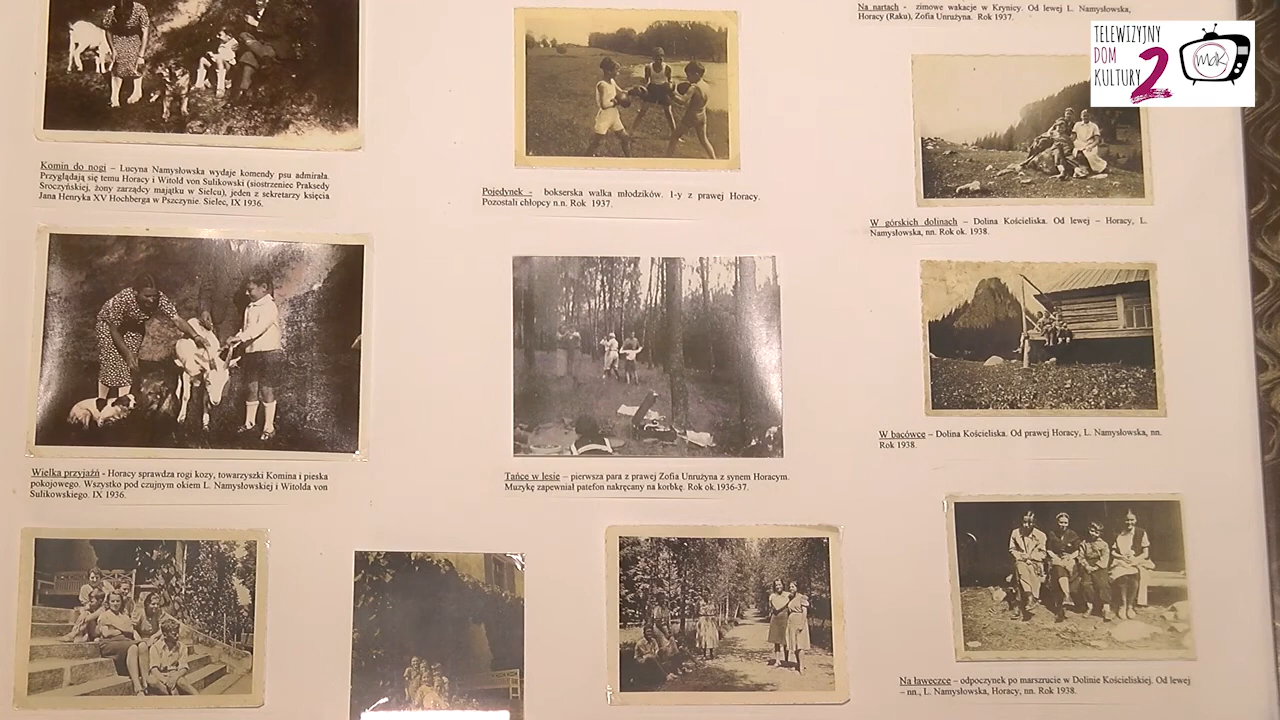 Komin do nogi – Lucyna Namysłowska wydaje komendy psu admirała.
Przyglądają się temu Horacy i Witold von Sulikowski (siostrzeniec Praksedy
Sroczyńskiej, żony zarządcy majątku w Sielcu), jeden z sekretarzy księcia
Jana Henryka XV Hochberga w Pszczynie. Sielec, IX 1936.
Wielka przyjaźń - Horacy sprawdza rogi kozy, towarzyszki Komina i pieska
pokojowego. Wszystko pod czujnym okiem L. Namysłowskiej i Witolda von
Sulikowskiego. IX 1936.
Pojedynek - bokserska walka młodzików. 1-y z prawej Horacy.
Pozostali chłopcy n.n. Rok 1937.
Tańce w lesie – pierwsza para z prawej Zofia Unrużyna z synem Horacym.
Muzykę zapewniał patefon nakręcany na korbkę. Rok ok.1936-37.
Na nartach - zimowe wakacje w Krynicy. Od lewej L. Namysłowska,
Horacy (Raku), Zofia Unrużyna. Rok 1937.
TELEWIZYJNY
DOM
KULTURY 2
MDK
W górskich dolinach – Dolina Kościeliska. Od lewej – Horacy, L.
Namysłowska, nn. Rok ok. 1938.
W bacówce – Dolina Kościeliska. Od prawej Horacy, L. Namysłowska, nn.
Rok 1938.
Na ławeczce – odpoczynek po marszrucie w Dolinie Kościeliskiej. Od lewej
– nn., L. Namysłowska, Horacy, nn. Rok 1938.